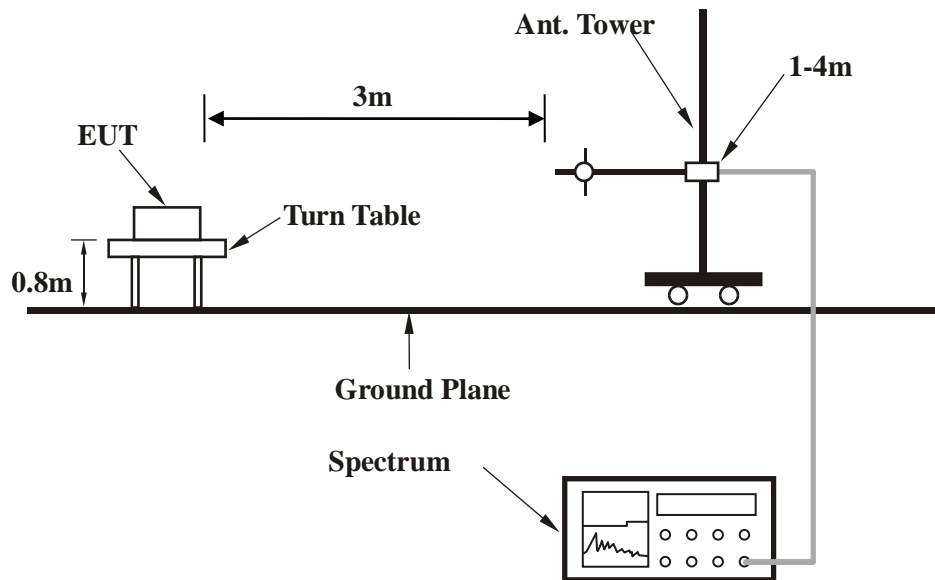 Ant. Tower
1-4m
3m
EUT
Turn Table
0.8m
Ground Plane
Spectrum